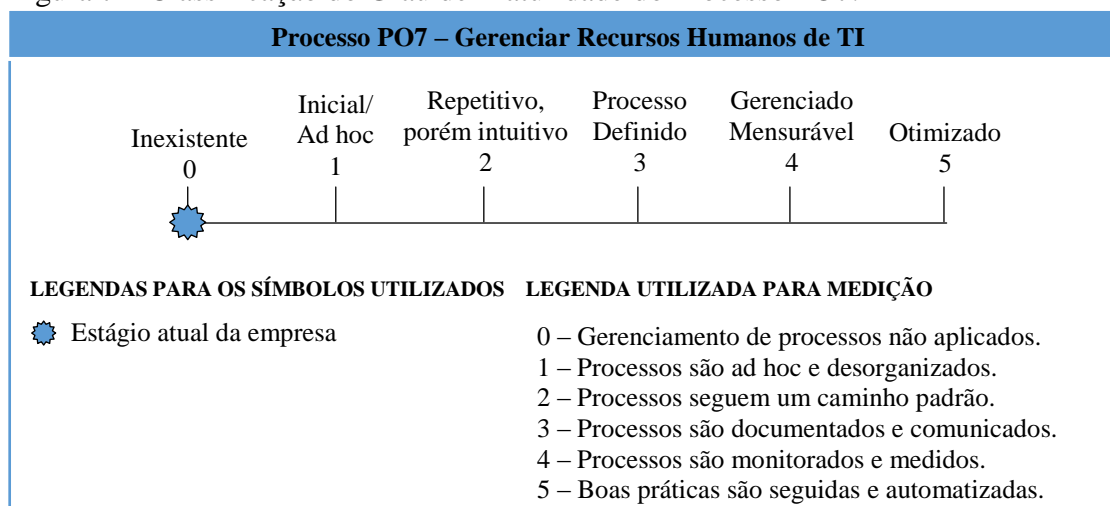 Processo PO7 – Gerenciar Recursos Humanos de TI
Inexistente
0
Inicial/
Ad hoc
1
Repetitivo,
porém intuitivo
2
Processo
Definido
3
Gerenciado
Mensurável
4
Otimizado
5
LEGENDAS PARA OS SÍMBOLOS UTILIZADOS
Estágio atual da empresa
LEGENDA UTILIZADA PARA MEDIÇÃO
0 – Gerenciamento de processos não aplicados.
1 – Processos são ad hoc e desorganizados.
2 – Processos seguem um caminho padrão.
3 – Processos são documentados e comunicados.
4 – Processos são monitorados e medidos.
5 – Boas práticas são seguidas e automatizadas.